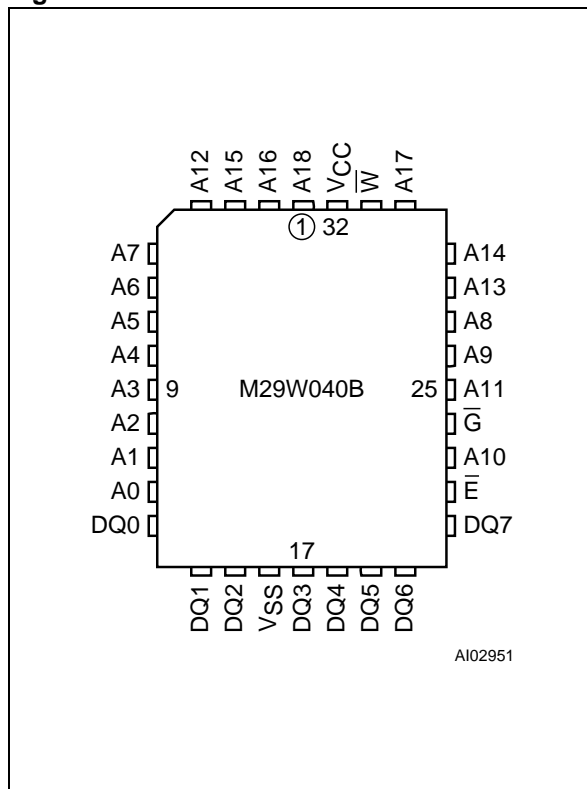 A12
A15
A16
A18
VCC
W̅
A17
① 32
A7
A6
A5
A4
A3
A2
A1
A0
DQ0
9
M29W040B
25
A14
A13
A8
A9
A11
G̅
A10
E̅
DQ7
17
DQ1
DQ2
VSS
DQ3
DQ4
DQ5
DQ6
AI02951